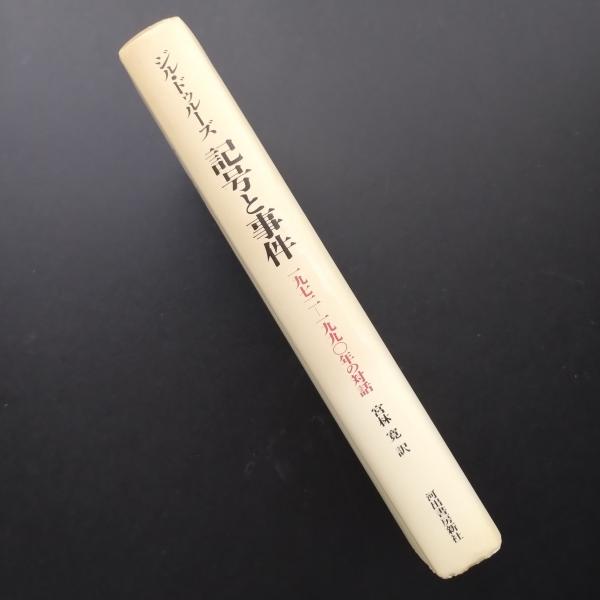 ジル・ドゥルーズ
記号と事件
一九七二―一九九〇年の対話
宮林 寛 訳
河出書房新社